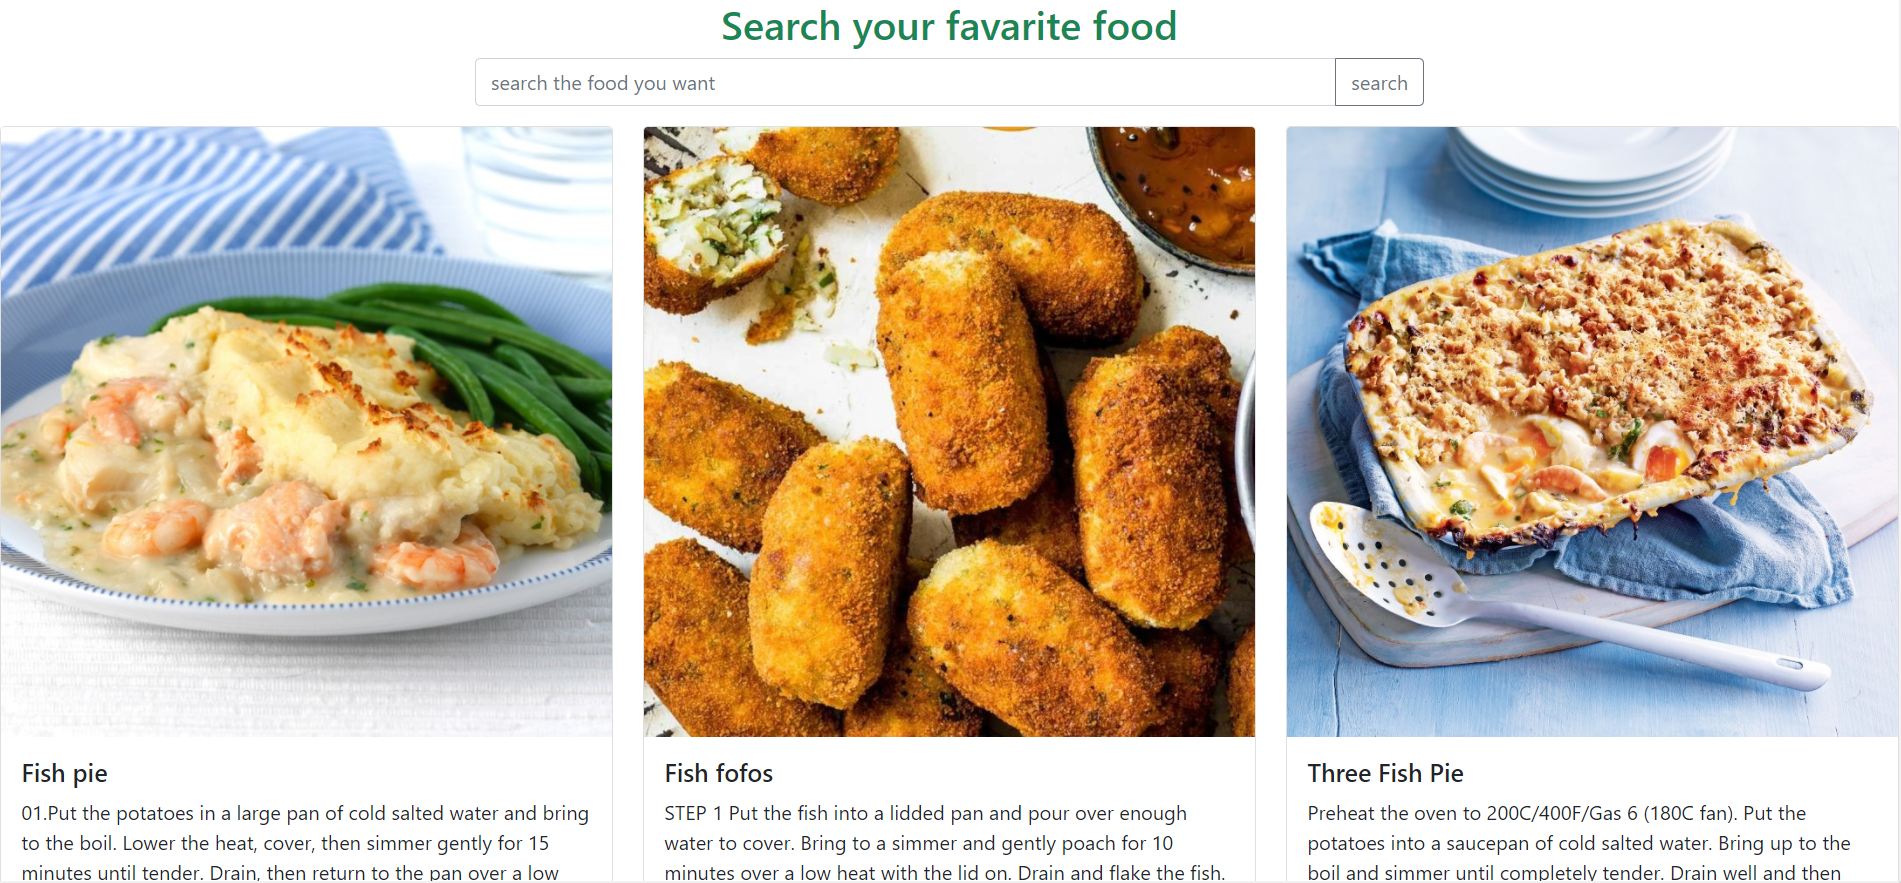 Search your favarite food
search the food you want
search
Fish pie
01.Put the potatoes in a large pan of cold salted water and bring
to the boil. Lower the heat, cover, then simmer gently for 15
minutes until tender. Drain, then return to the pan over a low
Fish fofos
STEP 1 Put the fish into a lidded pan and pour over enough
water to cover. Bring to a simmer and gently poach for 10
minutes over a low heat with the lid on. Drain and flake the fish.
Three Fish Pie
Preheat the oven to 200C/400F/Gas 6 (180C fan). Put the
potatoes into a saucepan of cold salted water. Bring up to the
boil and simmer until completely tender. Drain well and then